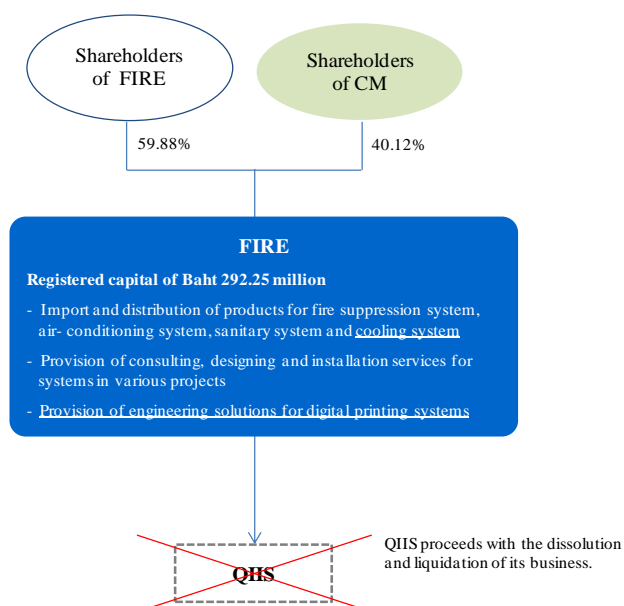 Shareholders
of FIRE
Shareholders
of CM
59.88%
40.12%
FIRE
Registered capital of Baht 292.25 million
- Import and distribution of products for fire suppression system,
air- conditioning system, sanitary system and cooling system
- Provision of consulting, designing and installation services for
systems in various projects
- Provision of engineering solutions for digital printing systems
QIIS
QIIS proceeds with the dissolution
and liquidation of its business.